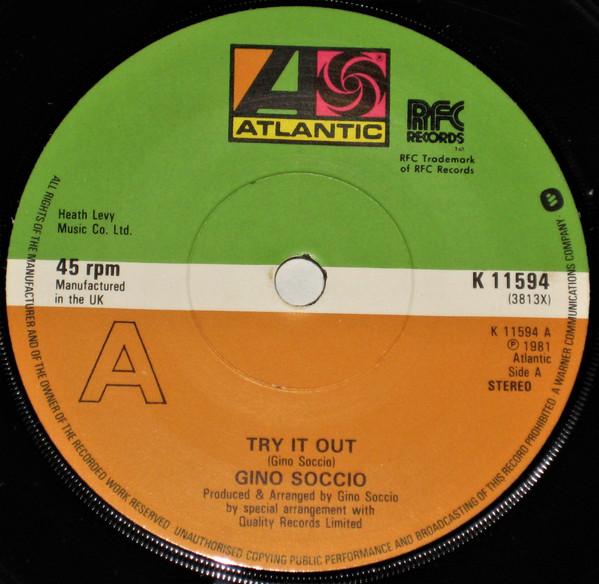 ATLANTIC
RFC
RECORDS
T.M.
RFC Trademark
of RFC Records
Heath Levy
Music Co. Ltd.
45 rpm
Manufactured
in the UK
K 11594
(3813X)
A
K 11594 A
℗ 1981
Atlantic
Side A
STEREO
TRY IT OUT
(Gino Soccio)
GINO SOCCIO
Produced & Arranged by Gino Soccio
by special arrangement with
Quality Records Limited
ALL RIGHTS OF THE MANUFACTURER AND OF THE OWNER OF THE RECORDED WORK RESERVED. UNAUTHORISED COPYING PUBLIC PERFORMANCE AND BROADCASTING OF THIS RECORD PROHIBITED. A WARNER COMMUNICATIONS COMPANY.